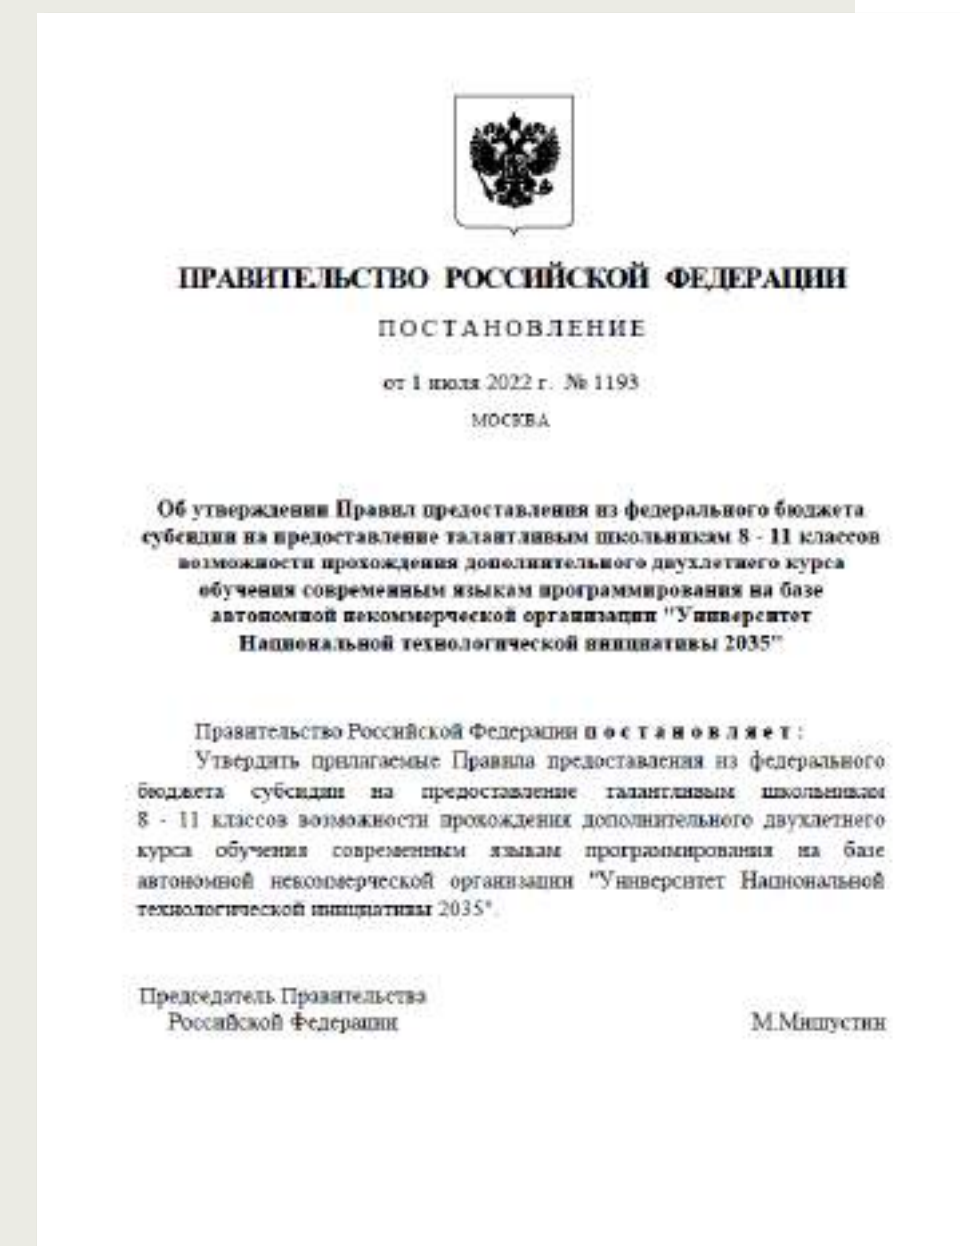 ПРАВИТЕЛЬСТВО РОССИЙСКОЙ ФЕДЕРАЦИИ
ПОСТАНОВЛЕНИЕ
от 1 июля 2022 г. № 1193
МОСКВА
Об утверждении Правил предоставления из федерального бюджета
субсидии на предоставление талантливым школьникам 8 - 11 классов
возможности прохождения дополнительного двухлетнего курса
обучения современным языкам программирования на базе
автономной некоммерческой организации "Университет
Национальной технологической инициативы 2035"
Правительство Российской Федерации постановляет:
Утвердить прилагаемые Правила предоставления из федерального
бюджета субсидии на предоставление талантливым школьникам
8 - 11 классов возможности прохождения дополнительного двухлетнего
курса обучения современным языкам программирования на базе
автономной некоммерческой организации "Университет Национальной
технологической инициативы 2035".
Председатель Правительства
Российской Федерации
М.Мишустин